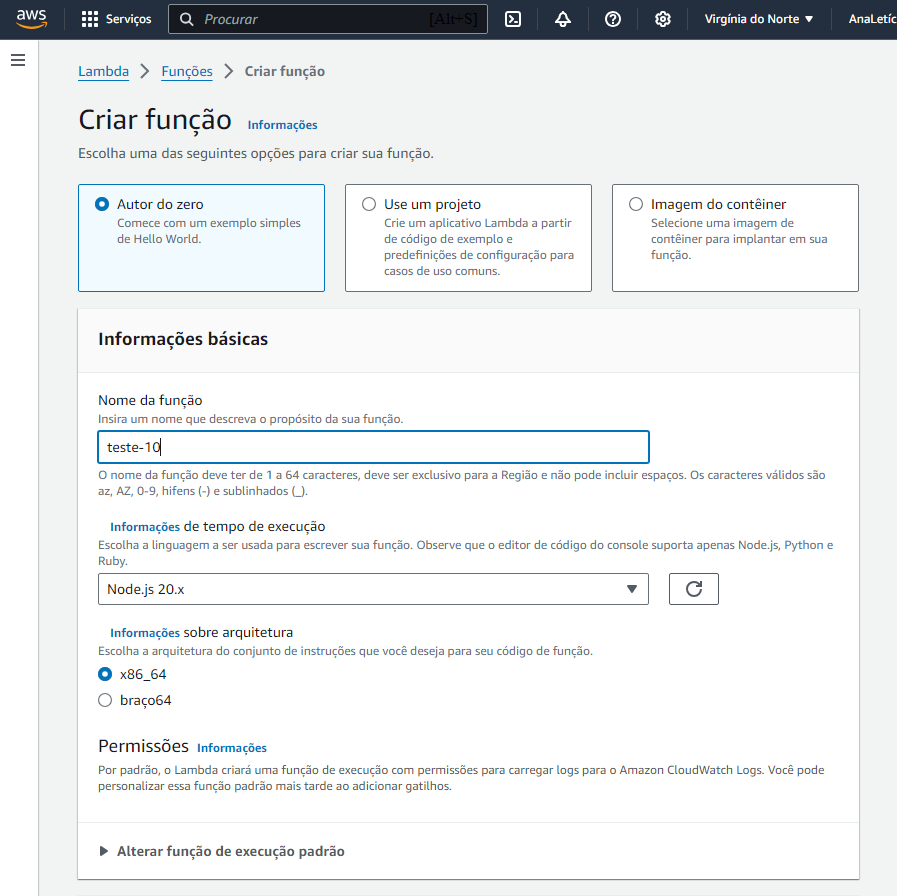 aws Serviços Procurar [Alt+S] Virgínia do Norte
Lambda Funções Criar função
Criar função Informações
Escolha uma das seguintes opções para criar sua função.
Autor do zero
Comece com um exemplo simples
de Hello World.
Use um projeto
Crie um aplicativo Lambda a partir
de código de exemplo e
predefinições de configuração para
casos de uso comuns.
Imagem do contêiner
Selecione uma imagem de
contêiner para implantar em sua
função.
Informações básicas
Nome da função
Insira um nome que descreva o propósito da sua função.
teste-10
O nome da função deve ter de 1 a 64 caracteres, deve ser exclusivo para a Região e não pode incluir espaços. Os caracteres válidos são
az, AZ, 0-9, hifens (-) e sublinhados (_).
Informações de tempo de execução
Escolha a linguagem a ser usada para escrever sua função. Observe que o editor de código do console suporta apenas Node.js, Python e
Ruby.
Node.js 20.x
Informações sobre arquitetura
Escolha a arquitetura do conjunto de instruções que você deseja para seu código de função.
x86_64
braço64
Permissões Informações
Por padrão, o Lambda criará uma função de execução com permissões para carregar logs para o Amazon CloudWatch Logs. Você pode
personalizar essa função padrão mais tarde ao adicionar gatilhos.
Alterar função de execução padrão